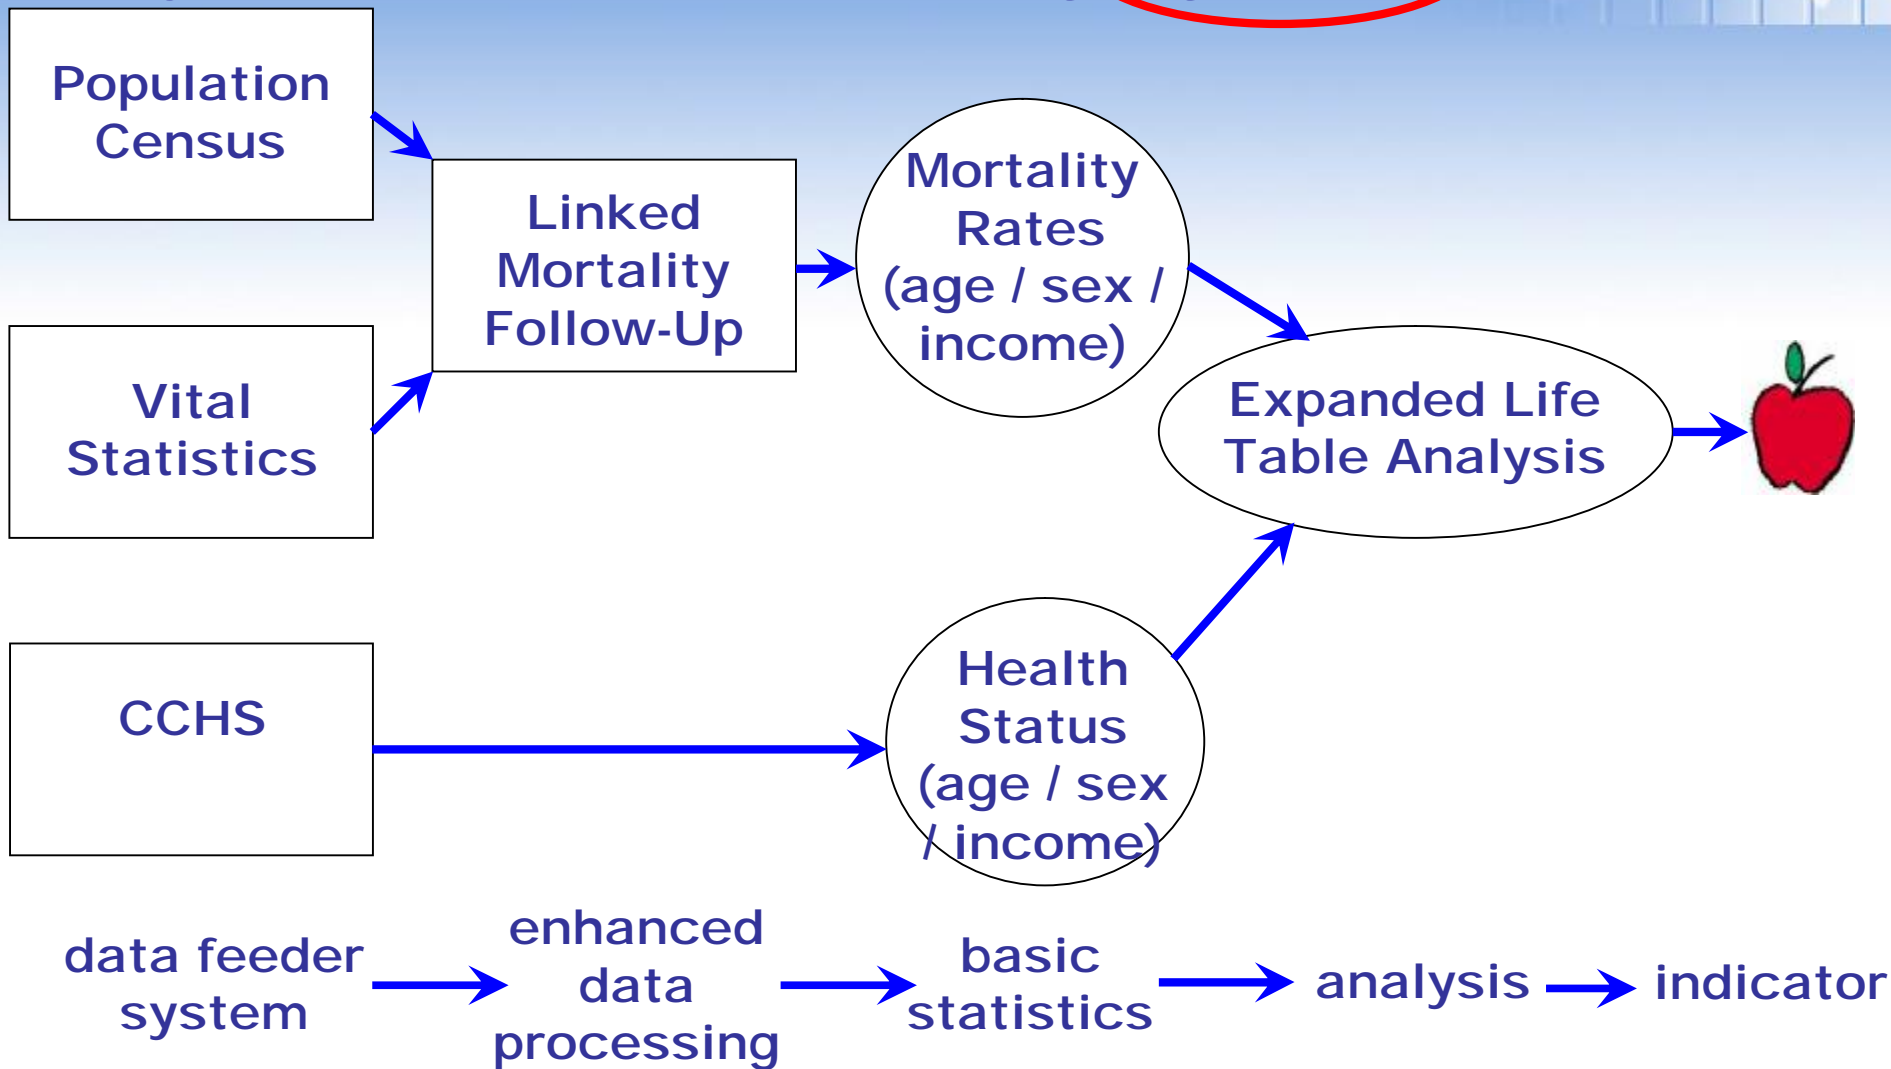 Population
Census
Linked
Mortality
Follow-Up
Mortality
Rates
(age / sex /
income)
Vital
Statistics
Expanded Life
Table Analysis
CCHS
Health
Status
(age / sex
/ income)
data feeder
system
enhanced
data
processing
basic
statistics
analysis
indicator